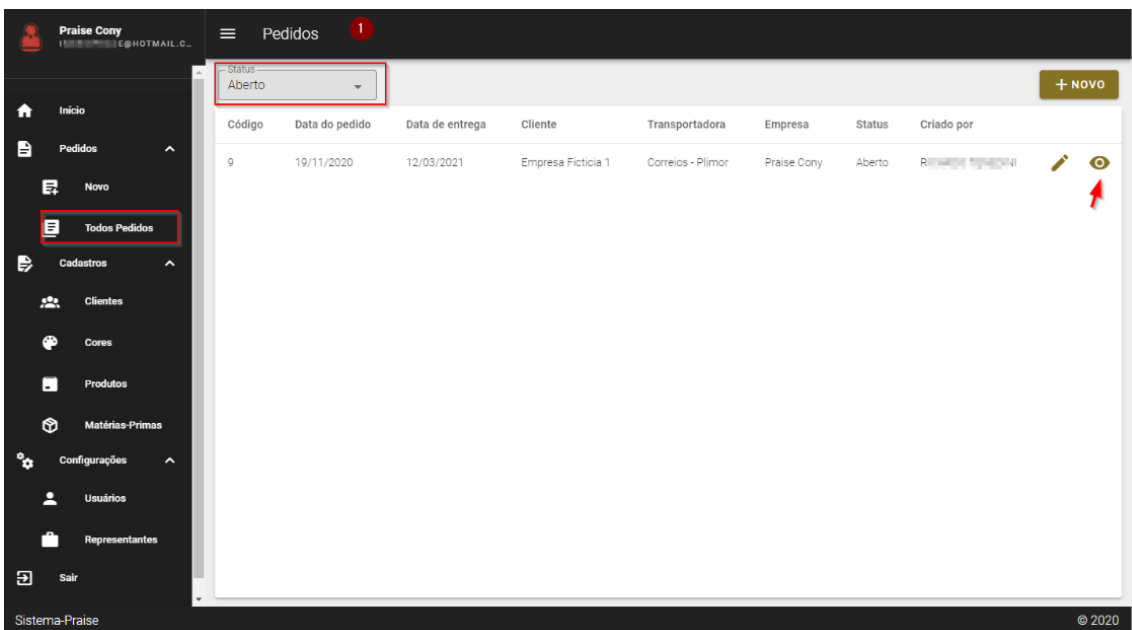 Praise Cony
E@HOTMAIL.C...
Pedidos
1
Status
Aberto
NOVO
Início
Pedidos
Novo
Todos Pedidos
Cadastros
Clientes
Cores
Produtos
Matérias-Primas
Configurações
Usuários
Representantes
Sair
Código Data do pedido Data de entrega Cliente Transportadora Empresa Status Criado por
9 19/11/2020 12/03/2021 Empresa Ficticia 1 Correios - Plimor Praise Cony Aberto
Sistema-Praise
© 2020